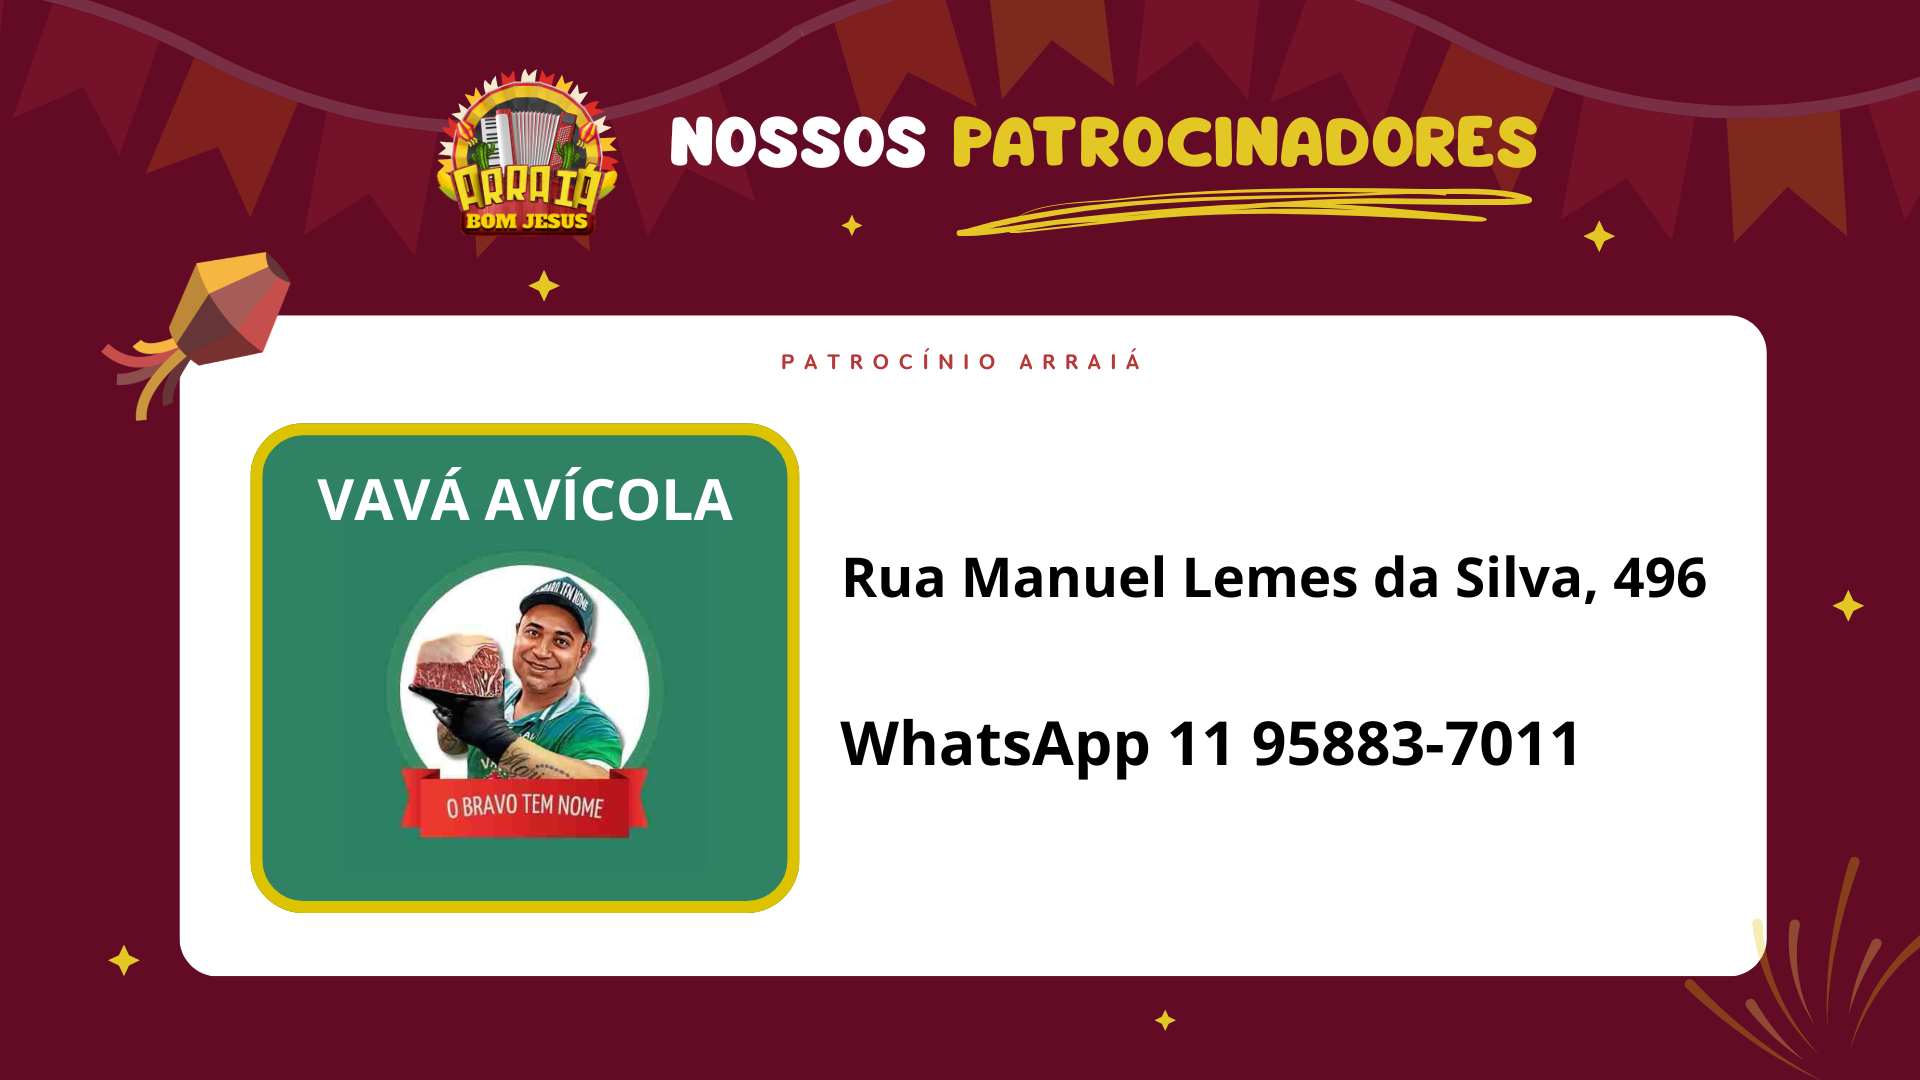 ARRAIÁ
BOM JESUS
NOSSOS PATROCINADORES
PATROCÍNIO ARRAIÁ
VAVÁ AVÍCOLA
O BRAVO TEM NOME
Rua Manuel Lemes da Silva, 496
WhatsApp 11 95883-7011